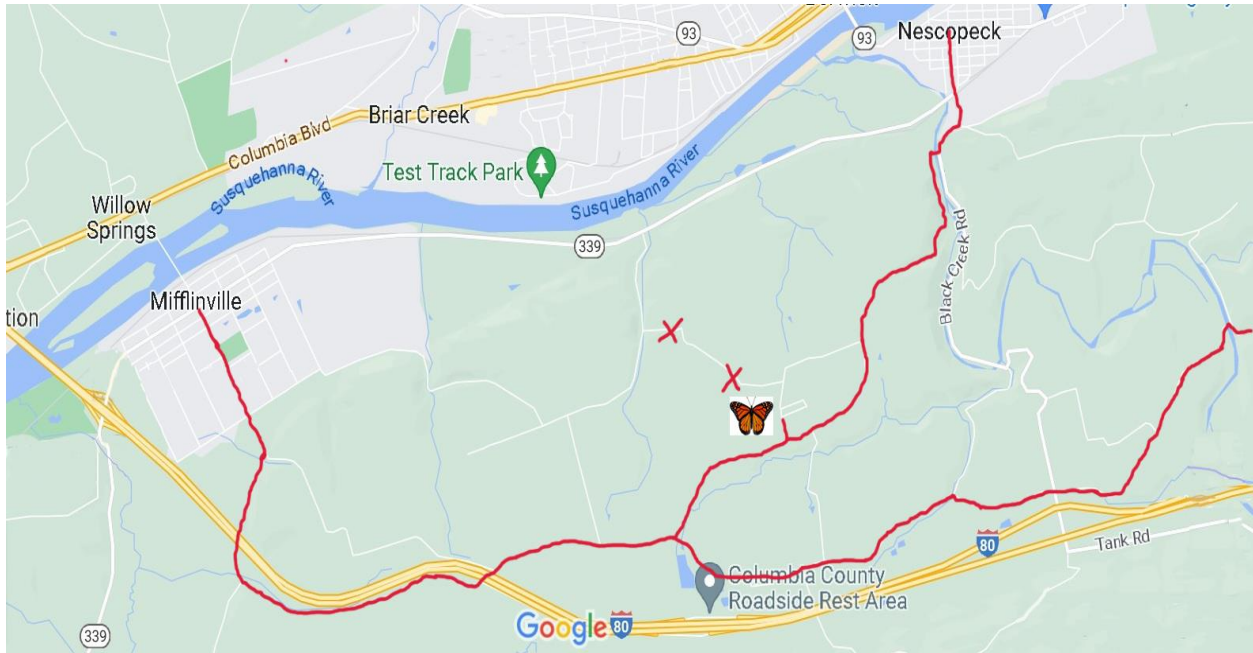 93
Nescopeck
93
Briar Creek
Columbia Blvd
Test Track Park
Susquehanna River
Susquehanna River
Willow
Springs
339
Black Creek Rd
Mifflinville
tion
80
Tank Rd
Columbia County
Roadside Rest Area
Google
80
339